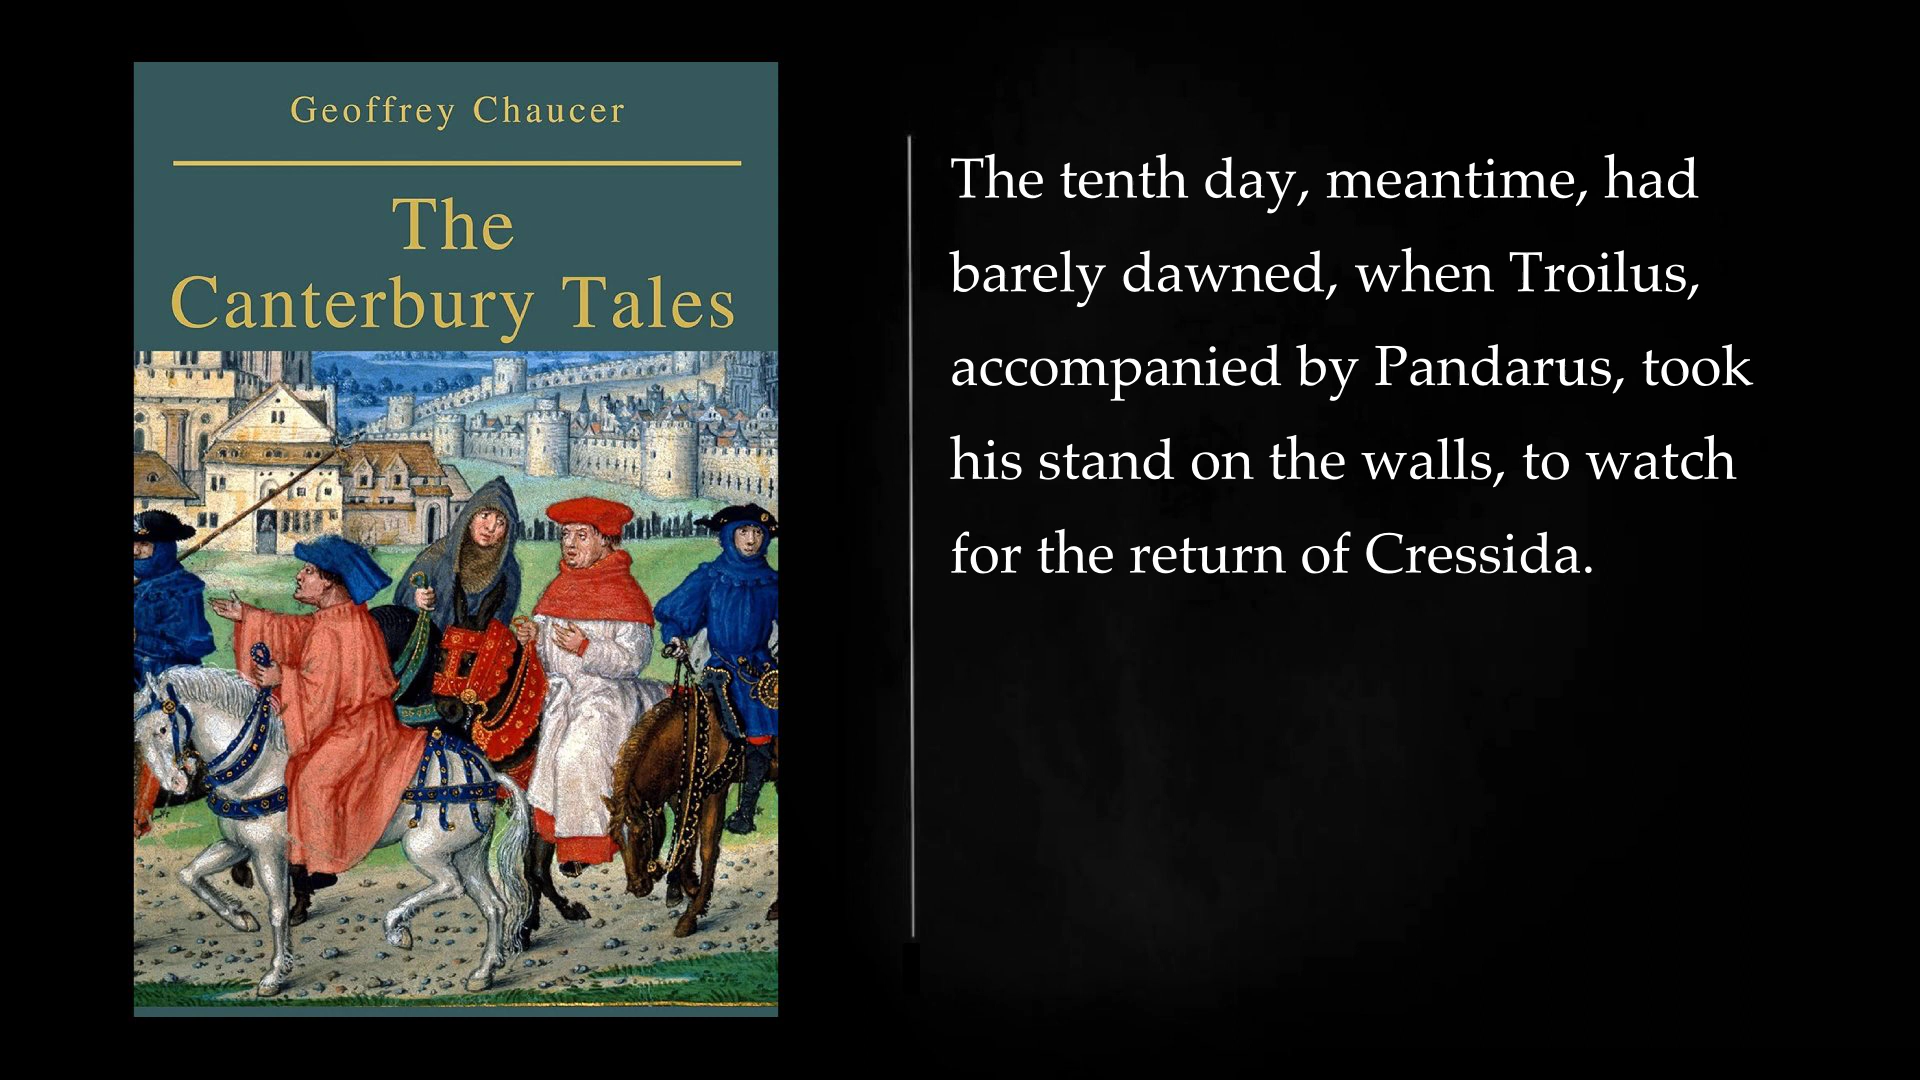 Geoffrey Chaucer
The
Canterbury Tales
The tenth day, meantime, had
barely dawned, when Troilus,
accompanied by Pandarus, took
his stand on the walls, to watch
for the return of Cressida.